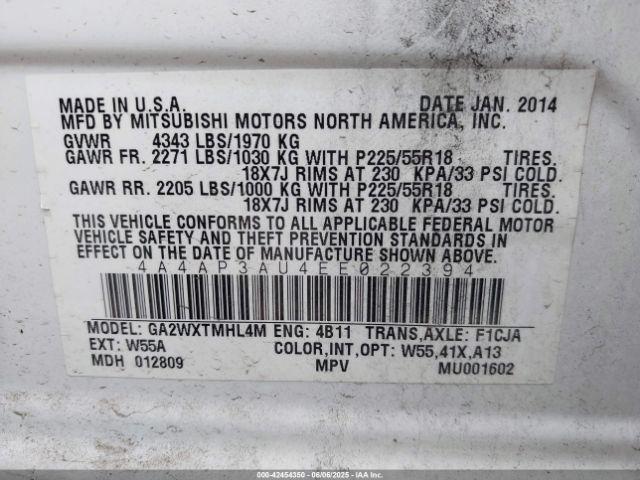 MADE IN U.S.A. DATE JAN. 2014
MFD BY MITSUBISHI MOTORS NORTH AMERICA, INC.
GVWR 4343 LBS/1970 KG
GAWR FR. 2271 LBS/1030 KG WITH P225/55R18 TIRES.
18X7J RIMS AT 230 KPA/33 PSI COLD.
GAWR RR. 2205 LBS/1000 KG WITH P225/55R18 TIRES.
18X7J RIMS AT 230 KPA/33 PSI COLD.
THIS VEHICLE CONFORMS TO ALL APPLICABLE FEDERAL MOTOR
VEHICLE SAFETY AND THEFT PREVENTION STANDARDS IN
EFFECT ON THE DATE OF MANUFACTURE SHOWN ABOVE.
4A4AP3AU4EE022394
MODEL: GA2WXTMHL4M ENG: 4B11 TRANS,AXLE: F1CJA
EXT: W55A COLOR,INT,OPT: W55,41X,A13
MDH 012809 MPV MU001602
000-42454350 - 06/06/2025 - IAAI.com